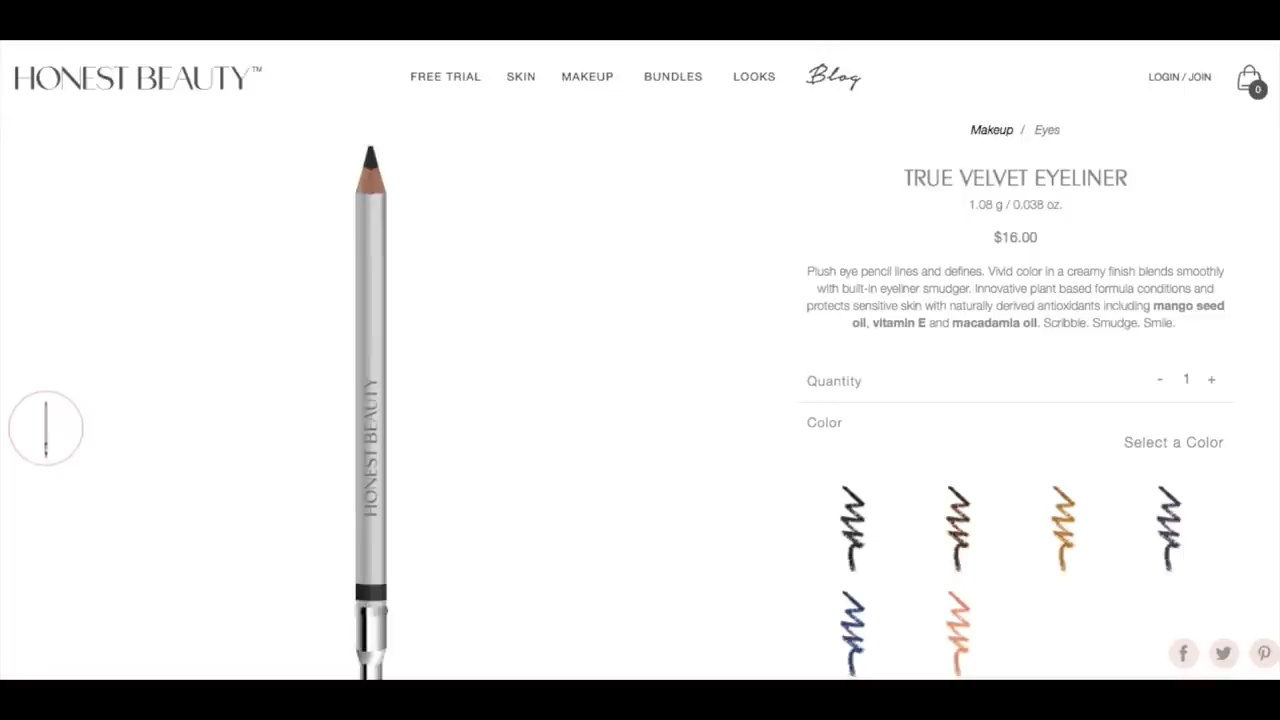 HONEST BEAUTY™
FREE TRIAL SKIN MAKEUP BUNDLES LOOKS Blog
LOGIN / JOIN
0
Makeup / Eyes
TRUE VELVET EYELINER
1.08 g / 0.038 oz.
$16.00
Plush eye pencil lines and defines. Vivid color in a creamy finish blends smoothly
with built-in eyeliner smudger. Innovative plant based formula conditions and
protects sensitive skin with naturally derived antioxidants including mango seed
oil, vitamin E and macadamia oil. Scribble. Smudge. Smile.
Quantity - 1 +
Color
Select a Color
HONEST BEAUTY